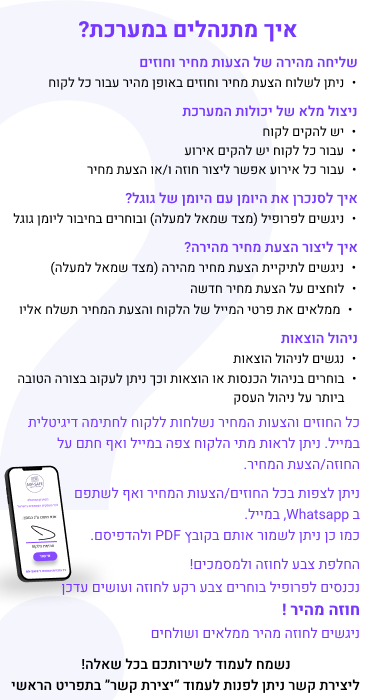 איך מתנהלים במערכת?
שליחה מהירה של הצעות מחיר וחוזים
• ניתן לשלוח הצעת מחיר וחוזים באופן מהיר עבור כל לקוח
ניצול מלא של יכולות המערכת
• יש להקים לקוח
• עבור כל לקוח יש להקים אירוע
• עבור כל אירוע אפשר ליצור חוזה ו/או הצעת מחיר
איך לסנכרן את היומן עם היומן של גוגל?
• ניגשים לפרופיל (מצד שמאל למעלה) ובוחרים בחיבור ליומן גוגל
איך ליצור הצעת מחיר מהירה?
• ניגשים לתיקיית הצעת מחיר מהירה (מצד שמאל למעלה)
• לוחצים על הצעת מחיר חדשה
• ממלאים את פרטי המייל של הלקוח והצעת המחיר תשלח אליו
ניהול הוצאות
• נגשים לניהול הוצאות
• בוחרים בניהול הכנסות או הוצאות וכך ניתן לעקוב בצורה הטובה
ביותר על ניהול העסק
כל החוזים והצעות המחיר נשלחות ללקוח לחתימה דיגיטלית
במייל. ניתן לראות מתי הלקוח צפה במייל ואף חתם על
החוזה/הצעת המחיר.
ניתן לצפות בכל החוזים/הצעות המחיר ואף לשתפם
ב Whatsapp, במייל.
כמו כן ניתן לשמור אותם בקובץ PDF ולהדפיסם.
החלפת צבע לחוזה ולמסמכים!
נכנסים לפרופיל בוחרים צבע רקע לחוזה ועושים עדכן
חוזה מהיר !
ניגשים לחוזה מהיר ממלאים ושולחים
נשמח לעמוד לשירותכם בכל שאלה!
ליצירת קשר ניתן לפנות לעמוד “יצירת קשר” בתפריט הראשי